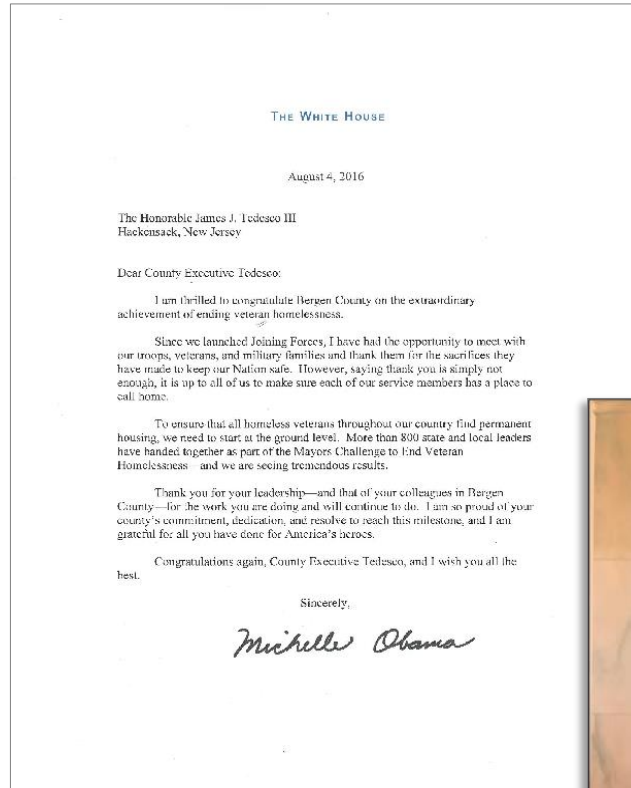 THE WHITE HOUSE
August 4, 2016
The Honorable James J. Tedesco III
Hackensack, New Jersey
Dear County Executive Tedesco:
I am thrilled to congratulate Bergen County on the extraordinary
achievement of ending veteran homelessness.
Since we launched Joining Forces, I have had the opportunity to meet with
our troops, veterans, and military families and thank them for the sacrifices they
have made to keep our Nation safe. However, saying thank you is simply not
enough, it is up to all of us to make sure each of our service members has a place to
call home.
To ensure that all homeless veterans throughout our country find permanent
housing, we need to start at the ground level. More than 800 state and local leaders
have banded together as part of the Mayors Challenge to End Veteran
Homelessness—and we are seeing tremendous results.
Thank you for your leadership—and that of your colleagues in Bergen
County—for the work you are doing and will continue to do. I am so proud of your
county's commitment, dedication, and resolve to reach this milestone, and I am
grateful for all you have done for America's heroes.
Congratulations again, County Executive Tedesco, and I wish you all the
best.
Sincerely,
Michelle Obama